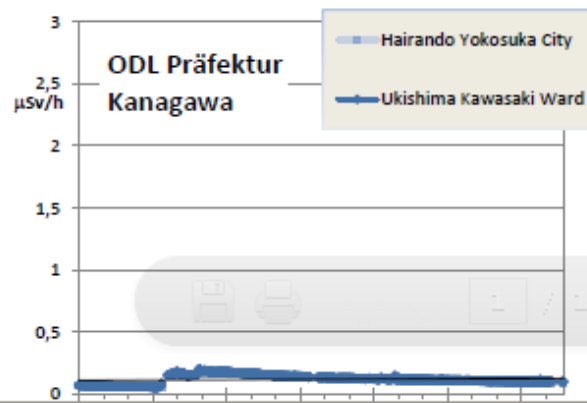 3
2,5
µSv/h
2
1,5
1
0,5
0
ODL Präfektur
Kanagawa
Hairando Yokosuka City
Ukishima Kawasaki Ward